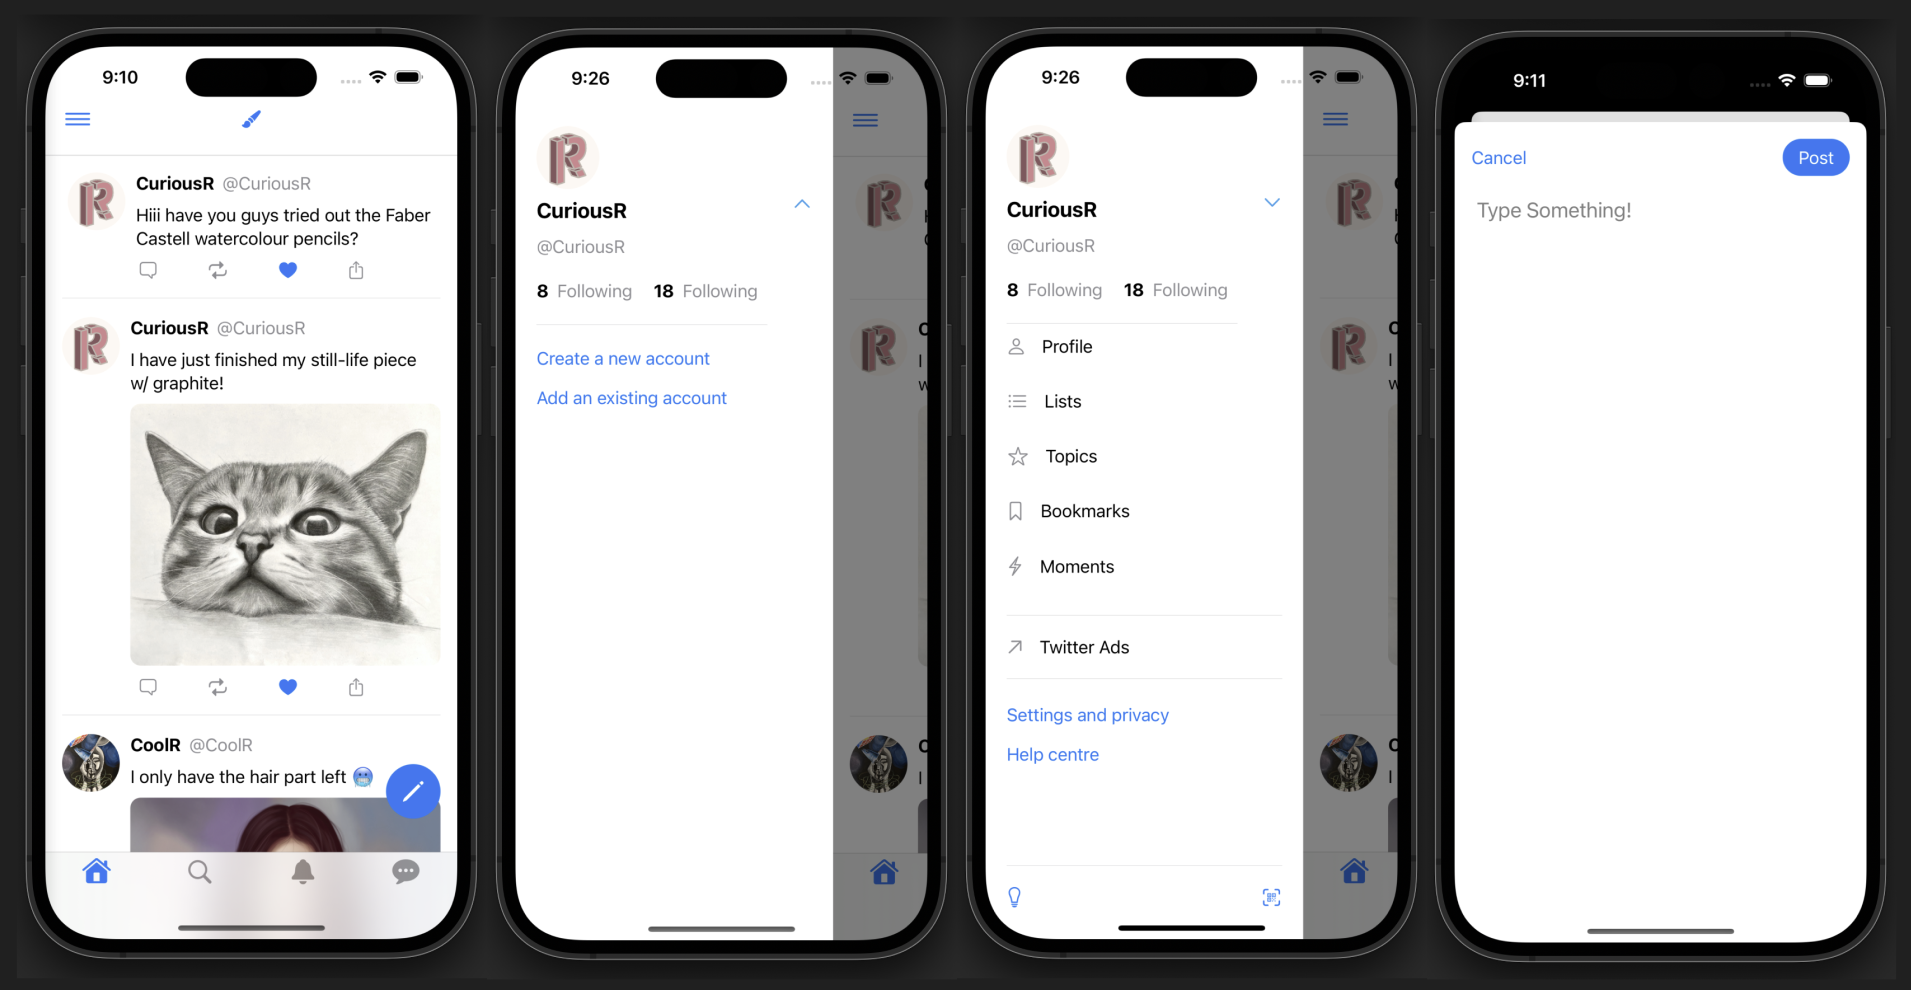 9:10
CuriousR @CuriousR
Hiii have you guys tried out the Faber
Castell watercolour pencils?
CuriousR @CuriousR
I have just finished my still-life piece
w/ graphite!
CoolR @CoolR
I only have the hair part left 🥶
9:26
CuriousR
@CuriousR
8 Following 18 Following
Create a new account
Add an existing account
9:26
CuriousR
@CuriousR
8 Following 18 Following
Profile
Lists
Topics
Bookmarks
Moments
Twitter Ads
Settings and privacy
Help centre
9:11
Cancel Post
Type Something!